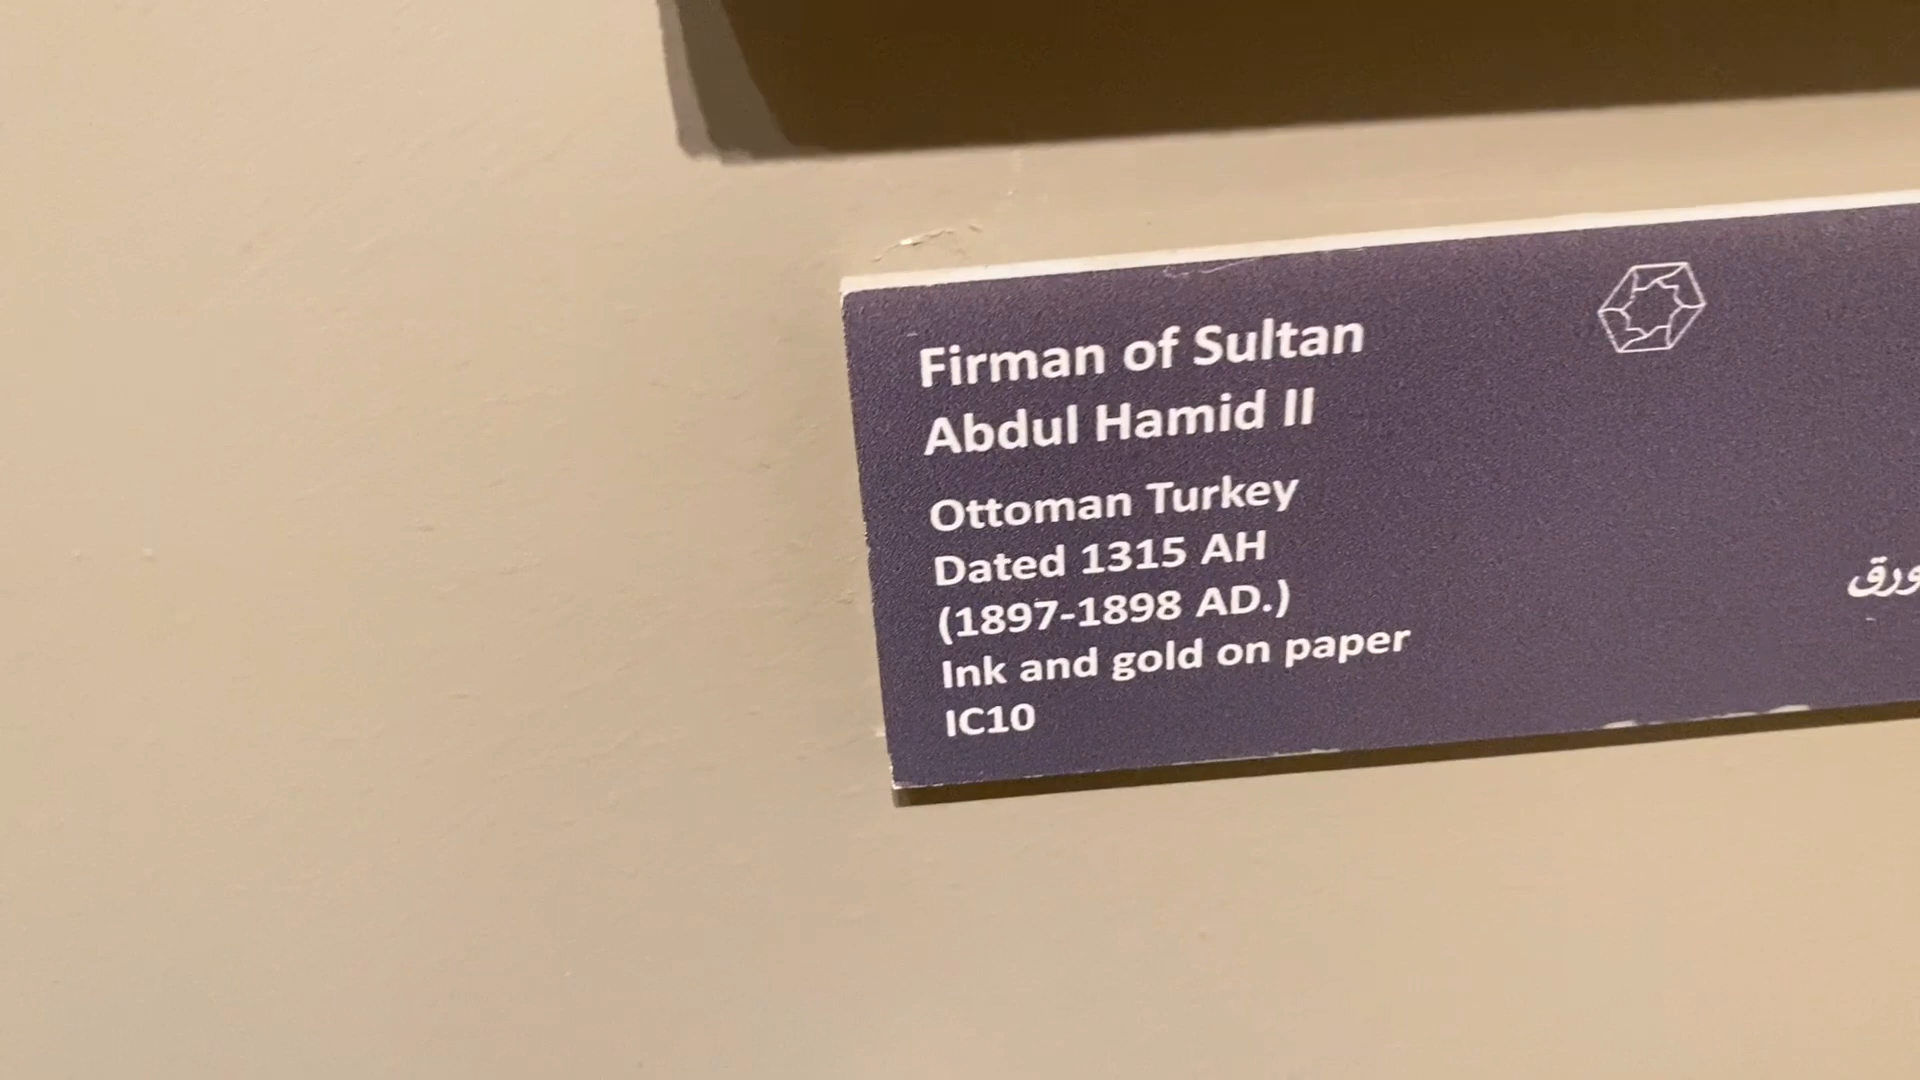 Firman of Sultan
Abdul Hamid II
Ottoman Turkey
Dated 1315 AH
(1897-1898 AD.)
Ink and gold on paper
IC10
ورق